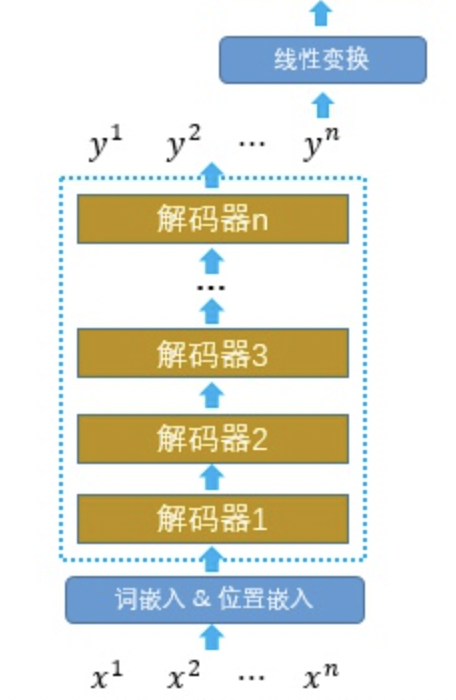 线性变换
y¹ y² ... yⁿ
解码器n
...
解码器3
解码器2
解码器1
词嵌入 & 位置嵌入
x¹ x² ... xⁿ